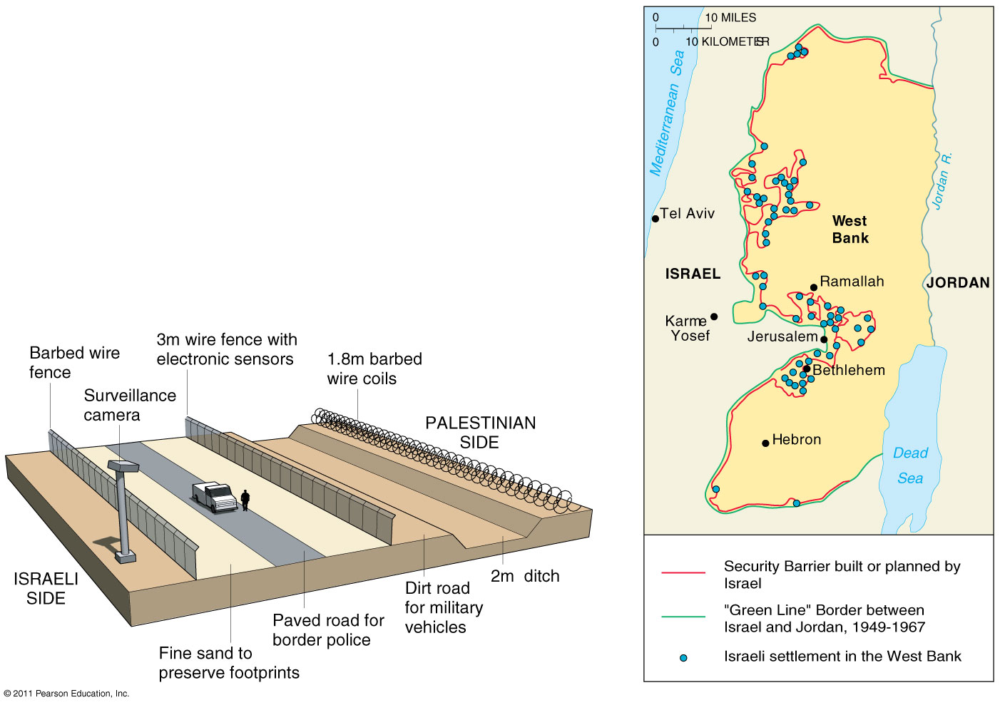 Barbed wire
fence
3m wire fence with
electronic sensors
Surveillance
camera
1.8m barbed
wire coils
PALESTINIAN
SIDE
ISRAELI
SIDE
2m ditch
Dirt road
for military
vehicles
Paved road for
border police
Fine sand to
preserve footprints
© 2011 Pearson Education, Inc.
0 10 MILES
0 10 KILOMETERS
Mediterranean Sea
Jordan R.
Tel Aviv
West
Bank
ISRAEL
JORDAN
Ramallah
Karme
Yosef
Jerusalem
Bethlehem
Hebron
Dead
Sea
Security Barrier built or planned by
Israel
"Green Line" Border between
Israel and Jordan, 1949-1967
Israeli settlement in the West Bank